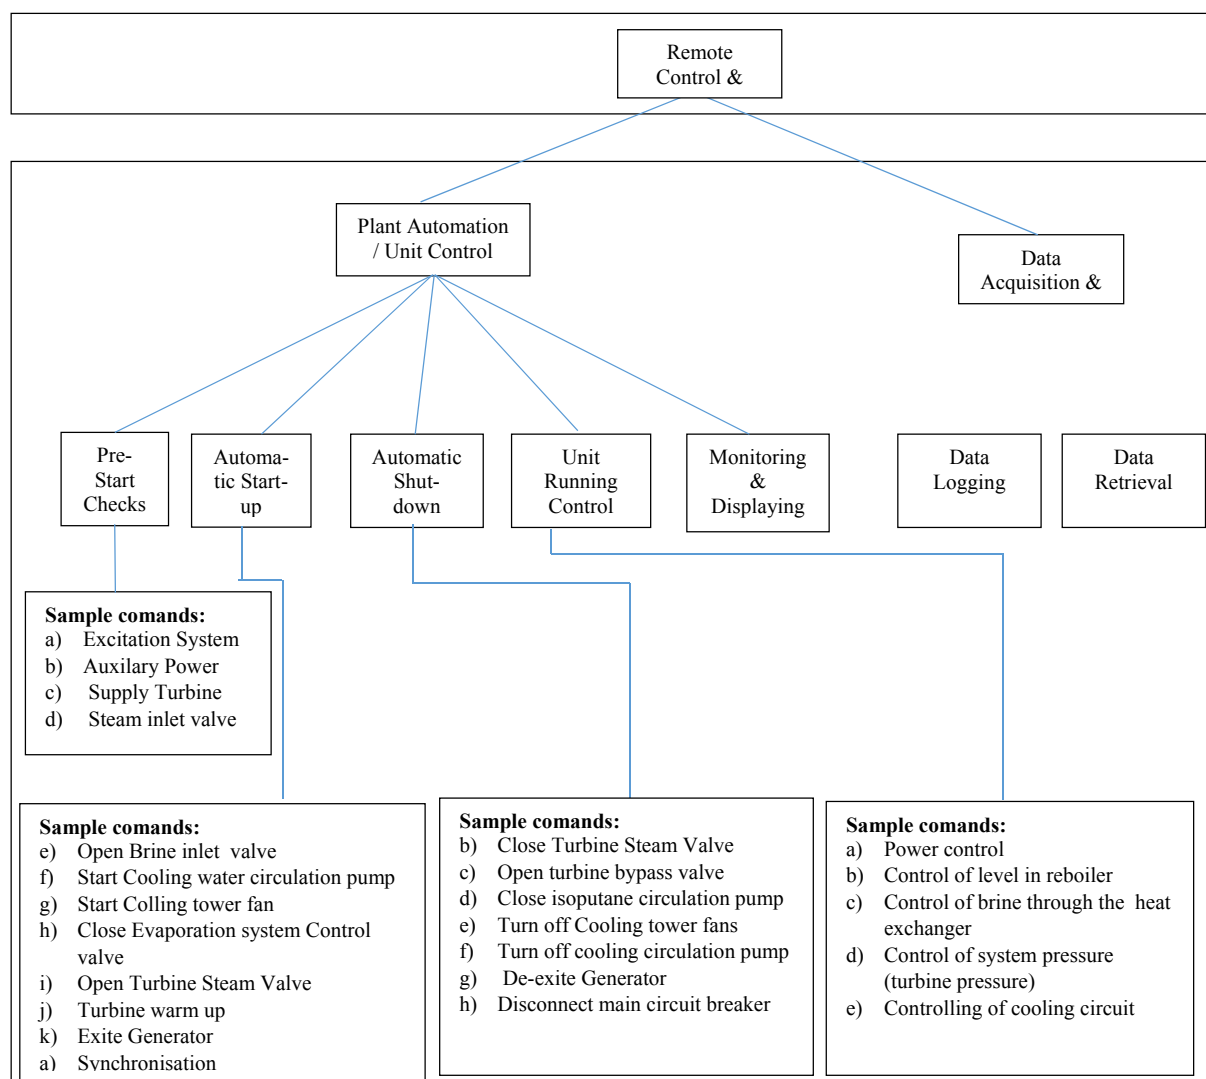 Remote
Control &
Plant Automation
/ Unit Control
Data
Acquisition &
Pre-
Start
Checks
Automa-
tic Start-
up
Automatic
Shut-
down
Unit
Running
Control
Monitoring
&
Displaying
Data
Logging
Data
Retrieval
Sample comands:
a) Excitation System
b) Auxilary Power
c) Supply Turbine
d) Steam inlet valve
Sample comands:
e) Open Brine inlet valve
f) Start Cooling water circulation pump
g) Start Colling tower fan
h) Close Evaporation system Control
valve
i) Open Turbine Steam Valve
j) Turbine warm up
k) Exite Generator
a) Synchronisation
Sample comands:
b) Close Turbine Steam Valve
c) Open turbine bypass valve
d) Close isoputane circulation pump
e) Turn off Cooling tower fans
f) Turn off cooling circulation pump
g) De-exite Generator
h) Disconnect main circuit breaker
Sample comands:
a) Power control
b) Control of level in reboiler
c) Control of brine through the heat
exchanger
d) Control of system pressure
(turbine pressure)
e) Controlling of cooling circuit